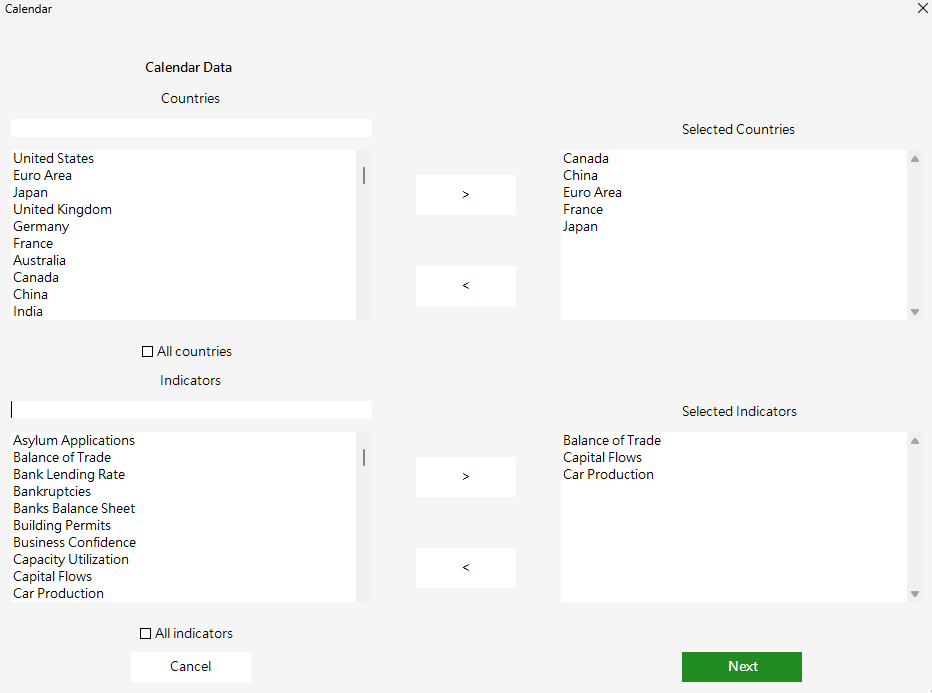 Calendar
Calendar Data
Countries
Selected Countries
United States
Euro Area
Japan
United Kingdom
Germany
France
Australia
Canada
China
India
>
<
Canada
China
Euro Area
France
Japan
All countries
Indicators
Selected Indicators
Asylum Applications
Balance of Trade
Bank Lending Rate
Bankruptcies
Banks Balance Sheet
Building Permits
Business Confidence
Capacity Utilization
Capital Flows
Car Production
>
<
Balance of Trade
Capital Flows
Car Production
All indicators
Cancel
Next